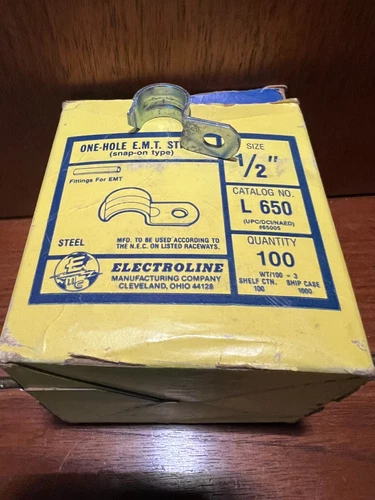 ONE-HOLE E.M.T.
(snap-on type)
Fittings For EMT
STEEL
MFD. TO BE USED ACCORDING TO
THE N.E.C. ON LISTED RACEWAYS.
ELECTROLINE
MANUFACTURING COMPANY
CLEVELAND, OHIO 44128
SIZE
1/2"
CATALOG NO.
L 650
(UPC/DCI/NAED)
#65005
QUANTITY
100
WT/100 - 3
SHELF CTN. SHIP CASE
100 1000